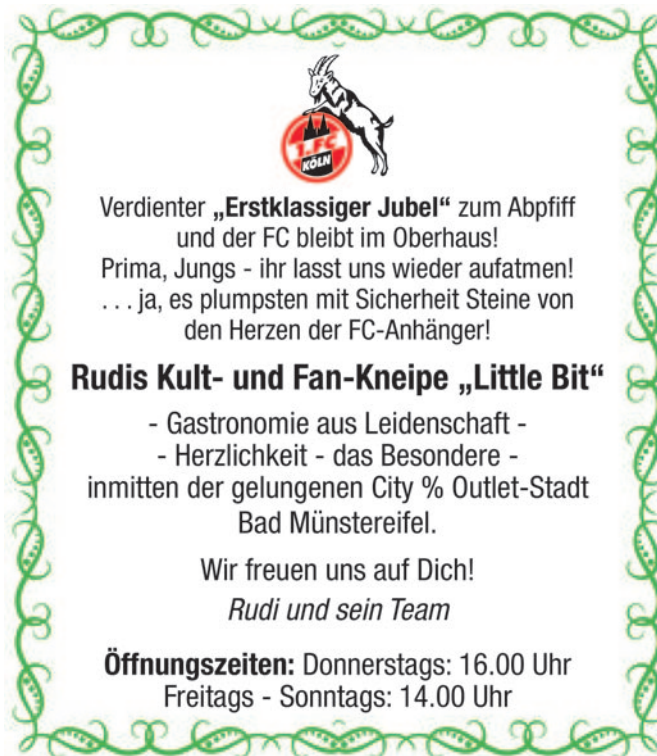 1.FC
KÖLN
Verdienter „Erstklassiger Jubel“ zum Abpfiff
und der FC bleibt im Oberhaus!
Prima, Jungs - ihr lasst uns wieder aufatmen!
. . . ja, es plumpsten mit Sicherheit Steine von
den Herzen der FC-Anhänger!
Rudis Kult- und Fan-Kneipe „Little Bit“
- Gastronomie aus Leidenschaft -
- Herzlichkeit - das Besondere -
inmitten der gelungenen City % Outlet-Stadt
Bad Münstereifel.
Wir freuen uns auf Dich!
Rudi und sein Team
Öffnungszeiten: Donnerstags: 16.00 Uhr
Freitags - Sonntags: 14.00 Uhr